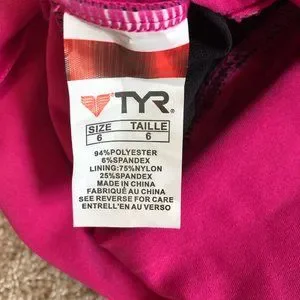 TYR
SIZE TAILLE
6 6
94%POLYESTER
6%SPANDEX
LINING:75%NYLON
25%SPANDEX
MADE IN CHINA
FABRIQUÉ AU CHINA
SEE REVERSE FOR CARE
ENTRELL'EN AU VERSO